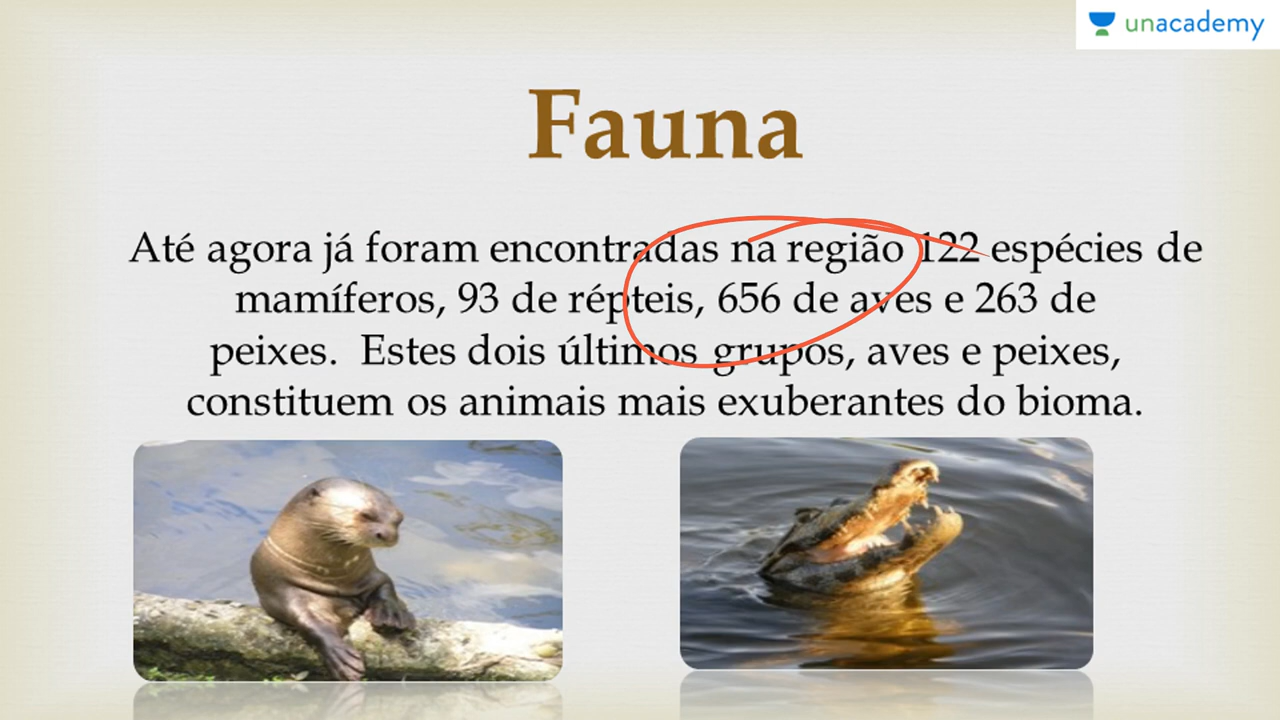 unacademy
Fauna
Até agora já foram encontradas na região 122 espécies de
mamíferos, 93 de répteis, 656 de aves e 263 de
peixes.  Estes dois últimos grupos, aves e peixes,
constituem os animais mais exuberantes do bioma.